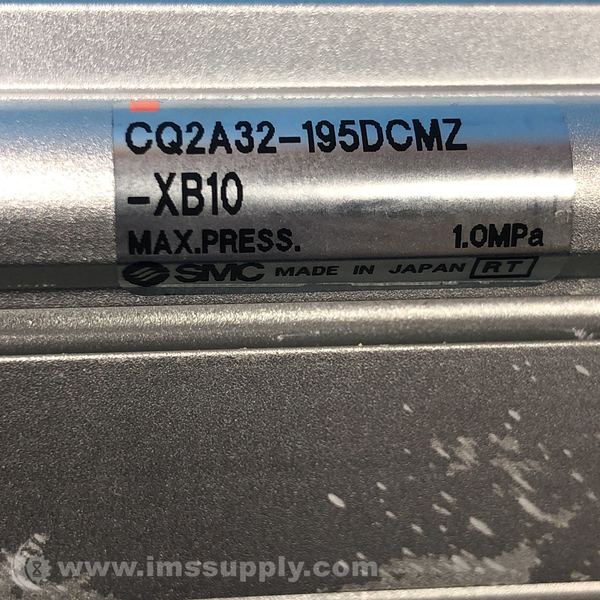 CQ2A32-195DCMZ
-XB10
MAX.PRESS. 1.0MPa
SMC MADE IN JAPAN RT
www.imssupply.com